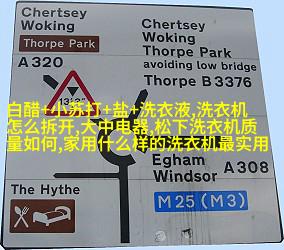 Chertsey
Woking
Thorpe Park
A320
Chertsey
Woking
Thorpe Park
avoiding low bridge
Thorpe B3376
白醋+小苏打+盐+洗衣液,洗衣机
怎么拆开,大中电器,松下洗衣机质
量如何,家用什么样的洗衣机最实用
Egham
Windsor
A308
M25 (M3)
The Hythe